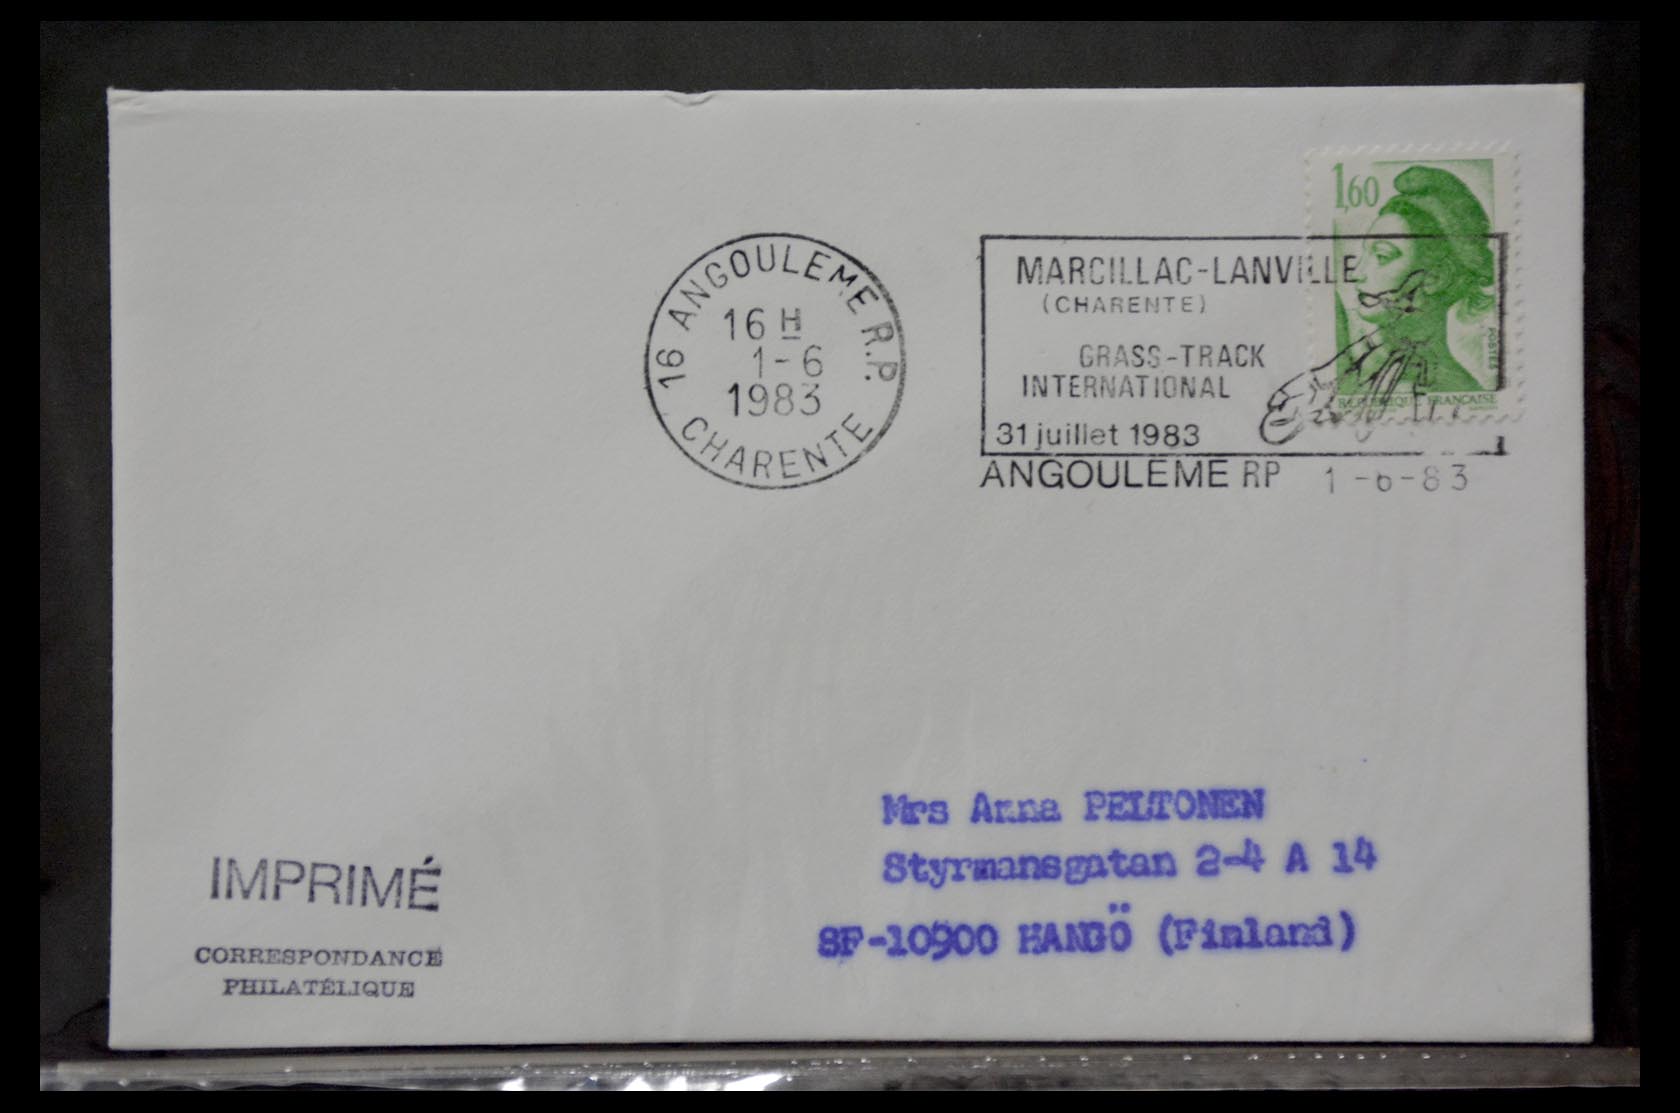 1,60
POSTES
RÉPUBLIQUE FRANÇAISE
16 ANGOULEME R.P.
16 H
1-6
1983
CHARENTE
MARCILLAC-LANVILLE
(CHARENTE)
GRASS-TRACK
INTERNATIONAL
31 juillet 1983
ANGOULEME RP 1-6-83
Mrs Anna PELTONEN
Styrmansgatan 2-4 A 14
SF-10900 HANGÖ (Finland)
IMPRIMÉ
CORRESPONDANCE
PHILATÉLIQUE